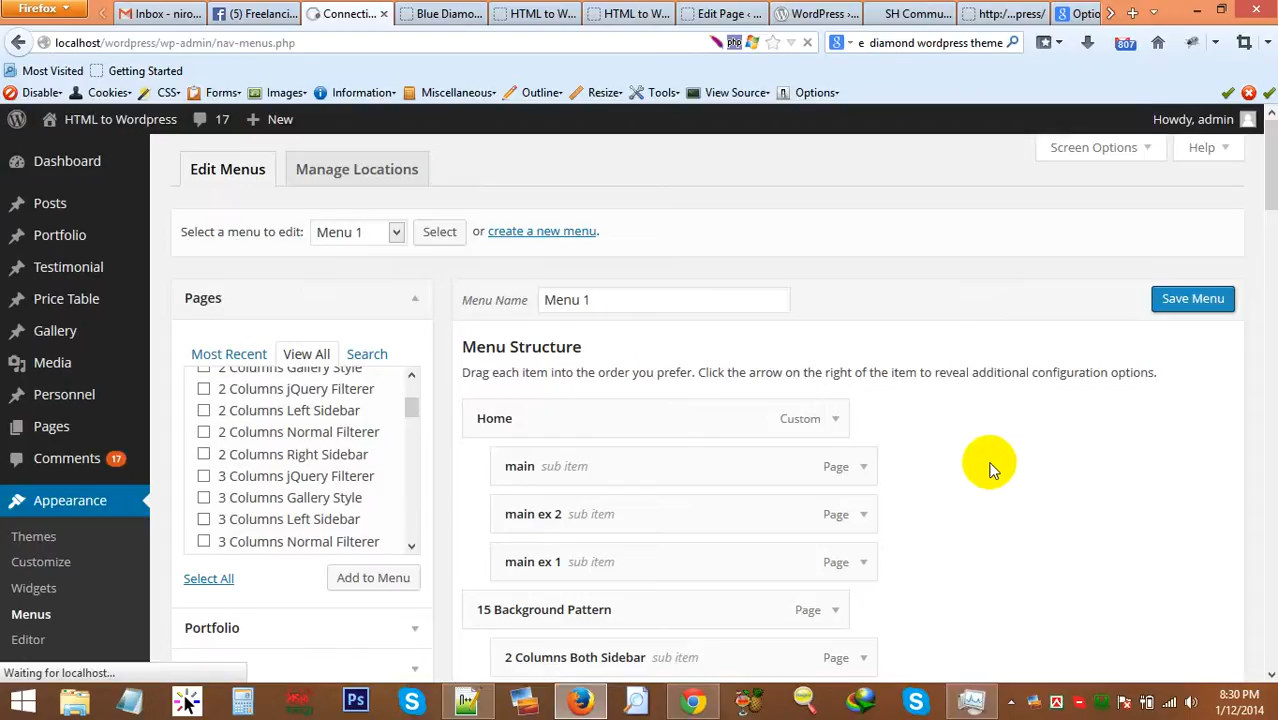 Firefox
Inbox - niro...
(5) Freelanci...
Connecti...
Blue Diamo...
HTML to W...
HTML to W...
Edit Page ‹ ...
WordPress ›...
SH Commu...
http:/...press/
Optio
localhost/wordpress/wp-admin/nav-menus.php
e diamond wordpress theme
807
Most Visited
Getting Started
Disable
Cookies
CSS
Forms
Images
Information
Miscellaneous
Outline
Resize
Tools
View Source
Options
HTML to Wordpress
17
New
Howdy, admin
Dashboard
Posts
Portfolio
Testimonial
Price Table
Gallery
Media
Personnel
Pages
Comments 17
Appearance
Themes
Customize
Widgets
Menus
Editor
Edit Menus
Manage Locations
Screen Options
Help
Select a menu to edit:
Menu 1
Select
or create a new menu.
Pages
Most Recent
View All
Search
2 Columns Gallery Style
2 Columns jQuery Filterer
2 Columns Left Sidebar
2 Columns Normal Filterer
2 Columns Right Sidebar
3 Columns jQuery Filterer
3 Columns Gallery Style
3 Columns Left Sidebar
3 Columns Normal Filterer
Select All
Add to Menu
Portfolio
Menu Name
Menu 1
Save Menu
Menu Structure
Drag each item into the order you prefer. Click the arrow on the right of the item to reveal additional configuration options.
Home
Custom
main sub item
Page
main ex 2 sub item
Page
main ex 1 sub item
Page
15 Background Pattern
Page
2 Columns Both Sidebar sub item
Page
Waiting for localhost...
8:30 PM
1/12/2014